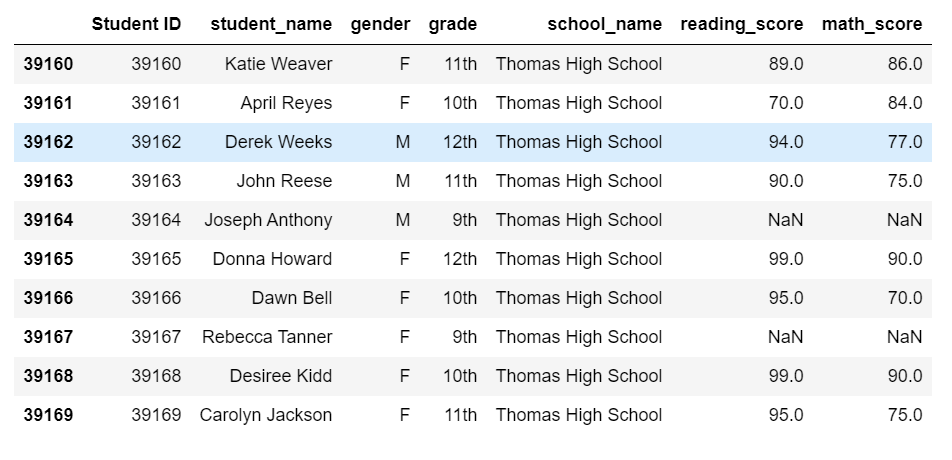 Student ID student_name gender grade school_name reading_score math_score
39160 39160 Katie Weaver F 11th Thomas High School 89.0 86.0
39161 39161 April Reyes F 10th Thomas High School 70.0 84.0
39162 39162 Derek Weeks M 12th Thomas High School 94.0 77.0
39163 39163 John Reese M 11th Thomas High School 90.0 75.0
39164 39164 Joseph Anthony M 9th Thomas High School NaN NaN
39165 39165 Donna Howard F 12th Thomas High School 99.0 90.0
39166 39166 Dawn Bell F 10th Thomas High School 95.0 70.0
39167 39167 Rebecca Tanner F 9th Thomas High School NaN NaN
39168 39168 Desiree Kidd F 10th Thomas High School 99.0 90.0
39169 39169 Carolyn Jackson F 11th Thomas High School 95.0 75.0